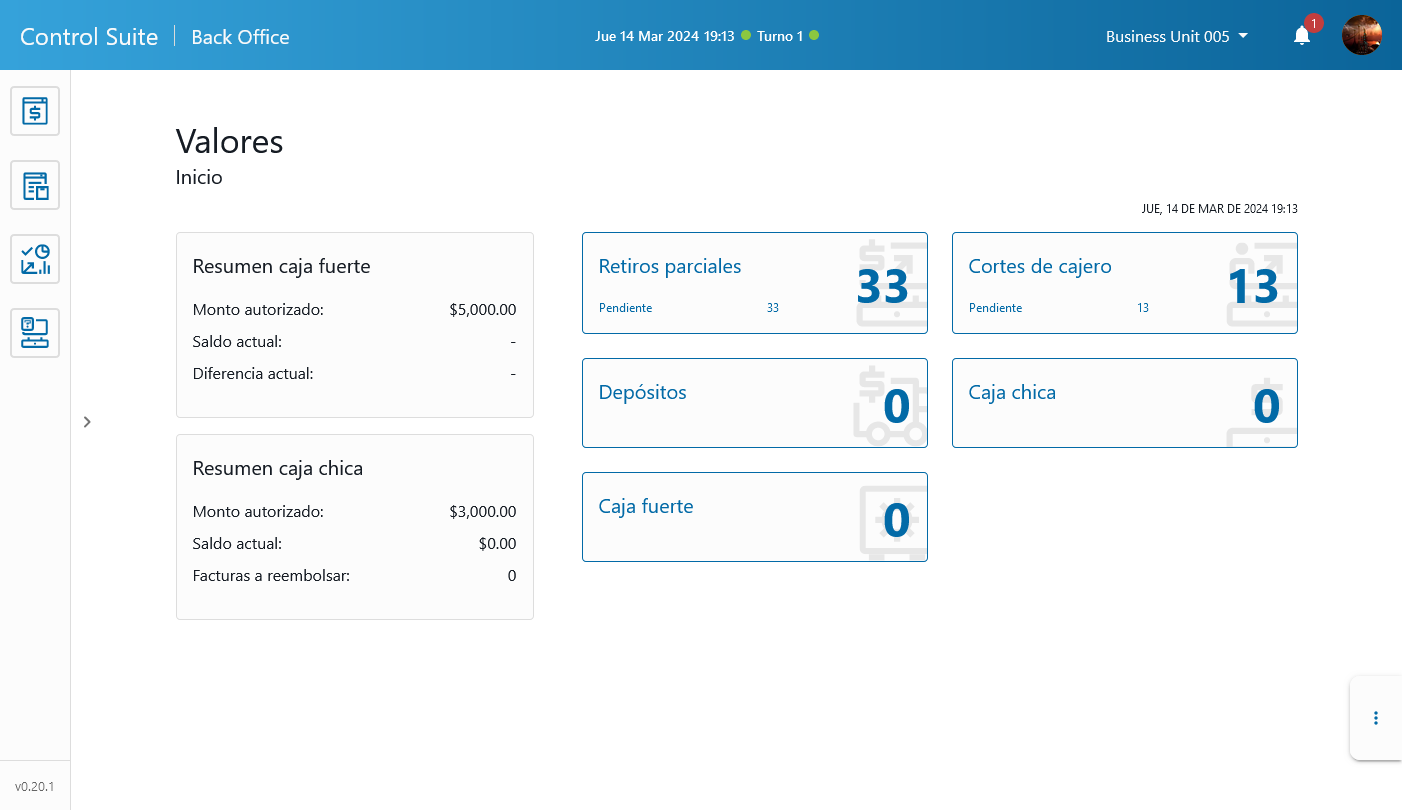 Control Suite | Back Office
Jue 14 Mar 2024 19:13 Turno 1
Business Unit 005
1
Valores
Inicio
JUE, 14 DE MAR DE 2024 19:13
Resumen caja fuerte
Monto autorizado: $5,000.00
Saldo actual: -
Diferencia actual: -
Resumen caja chica
Monto autorizado: $3,000.00
Saldo actual: $0.00
Facturas a reembolsar: 0
Retiros parciales
33
Pendiente 33
Cortes de cajero
13
Pendiente 13
Depósitos
0
Caja chica
0
Caja fuerte
0
v0.20.1